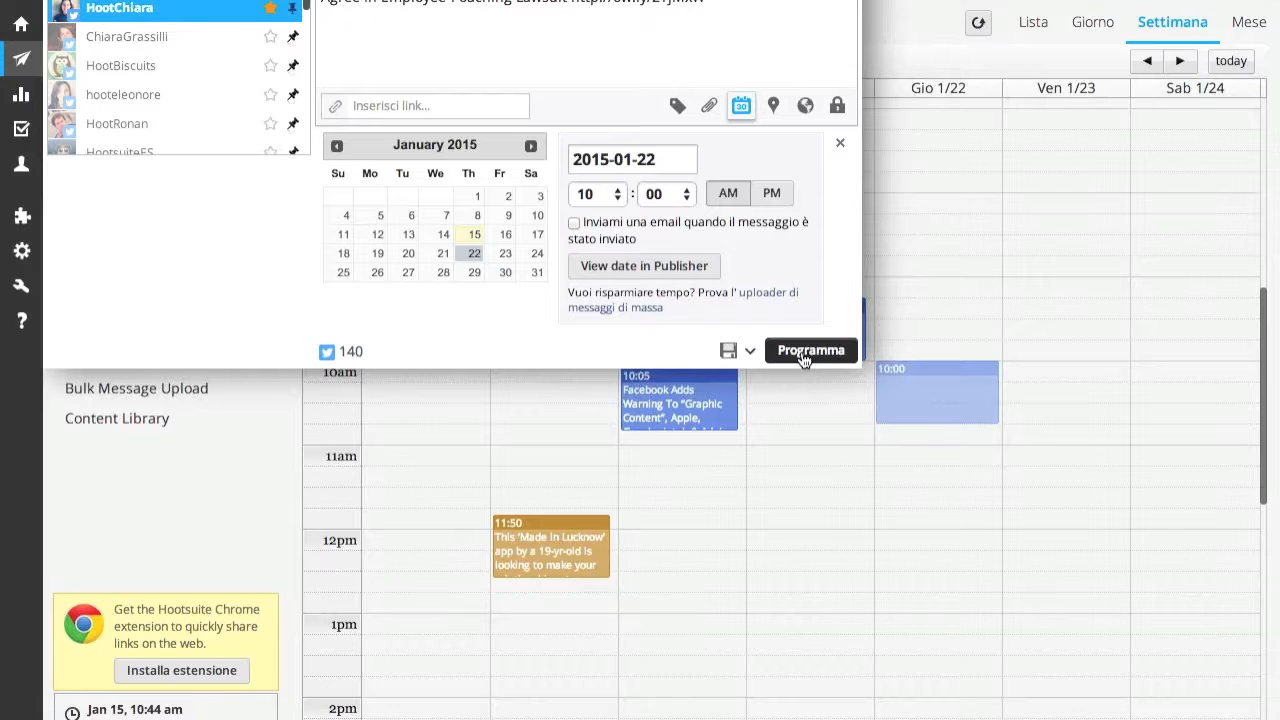 HootChiara
Agree in Employee Poaching Lawsuit
ChiaraGrassilli
HootBiscuits
hooteleonore
HootRonan
HootsuiteES
Inserisci link...
30
January 2015
Su Mo Tu We Th Fr Sa
1 2 3
4 5 6 7 8 9 10
11 12 13 14 15 16 17
18 19 20 21 22 23 24
25 26 27 28 29 30 31
2015-01-22
10 : 00 AM PM
Inviami una email quando il messaggio è
stato inviato
View date in Publisher
Vuoi risparmiare tempo? Prova l' uploader di
messaggi di massa
140
Programma
Lista Giorno Settimana Mese
today
Gio 1/22 Ven 1/23 Sab 1/24
Bulk Message Upload
Content Library
10am
11am
12pm
1pm
2pm
10:05
Facebook Adds
Warning To "Graphic
Content", Apple,
10:00
11:50
This 'Made in Lucknow'
app by a 19-yr-old is
looking to make your
Get the Hootsuite Chrome
extension to quickly share
links on the web.
Installa estensione
Jan 15, 10:44 am